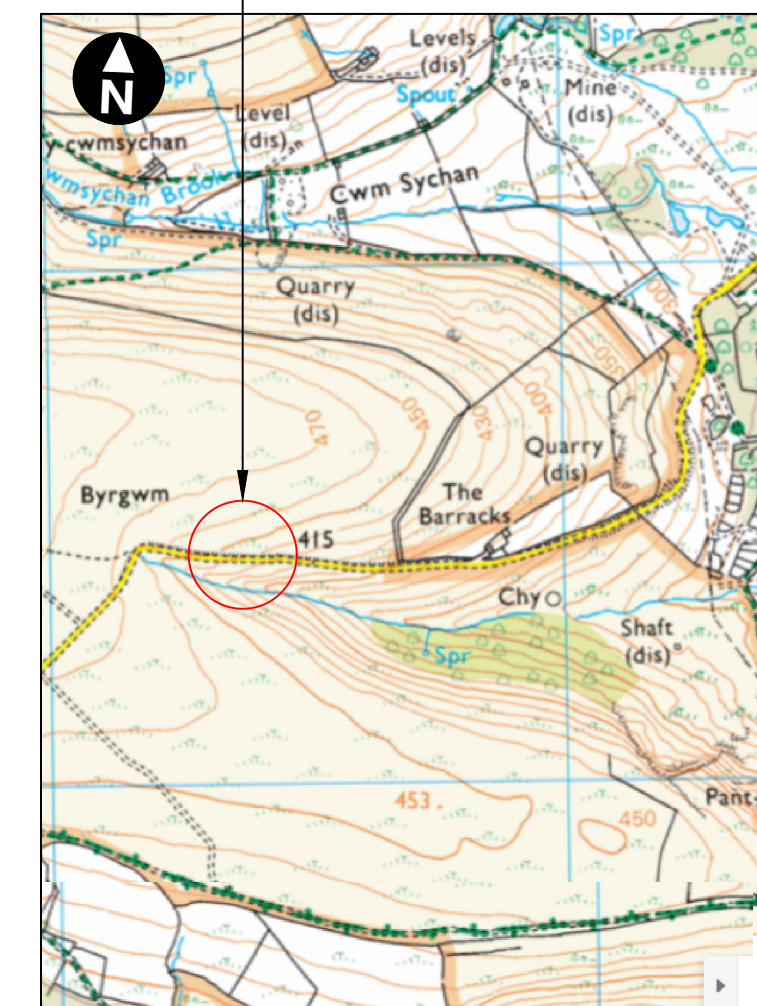 N
Spr
Levels
(dis)
Spr
Spout
Mine
(dis)
Level
(dis)
y cwmsychan
wmsychan Brook
Cwm Sychan
Spr
Quarry
(dis)
300
350
400
430
450
470
Quarry
(dis)
Byrgwm
The
Barracks
415
Chy
Shaft
(dis)
Spr
453
450
Pant